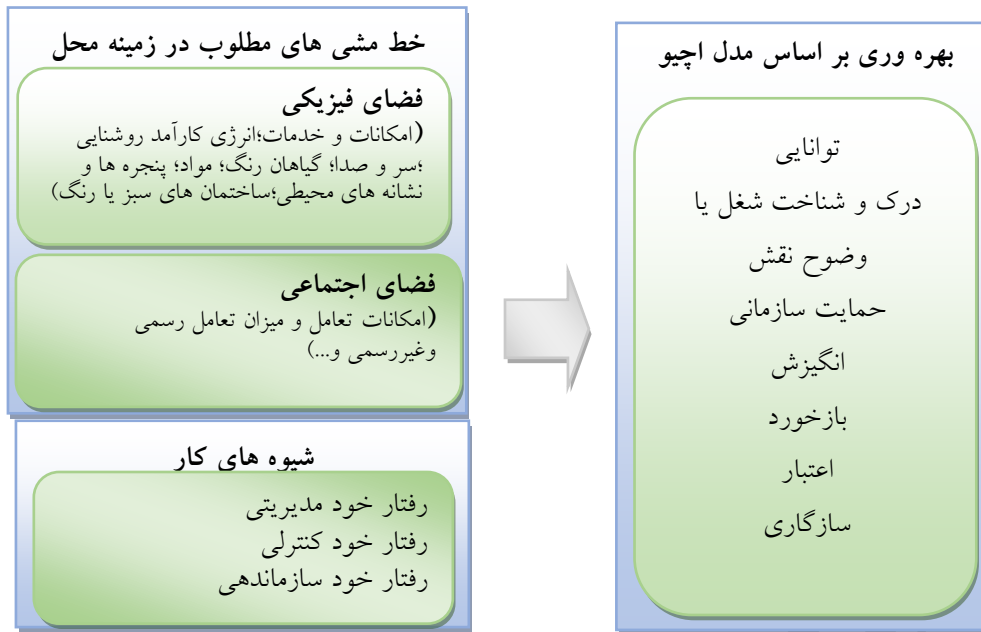 خط مشی های مطلوب در زمینه محل
فضای فیزیکی
(امکانات و خدمات؛انرژی کارآمد روشنایی
؛سر و صدا؛ گیاهان رنگ؛ مواد؛ پنجره ها و
نشانه های محیطی؛ساختمان های سبز یا رنگ)
فضای اجتماعی
(امکانات تعامل و میزان تعامل رسمی
وغیررسمی و...)
شیوه های کار
رفتار خود مدیریتی
رفتار خود کنترلی
رفتار خود سازماندهی
بهره وری بر اساس مدل اچیو
توانایی
درک و شناخت شغل یا
وضوح نقش
حمایت سازمانی
انگیزش
بازخورد
اعتبار
سازگاری